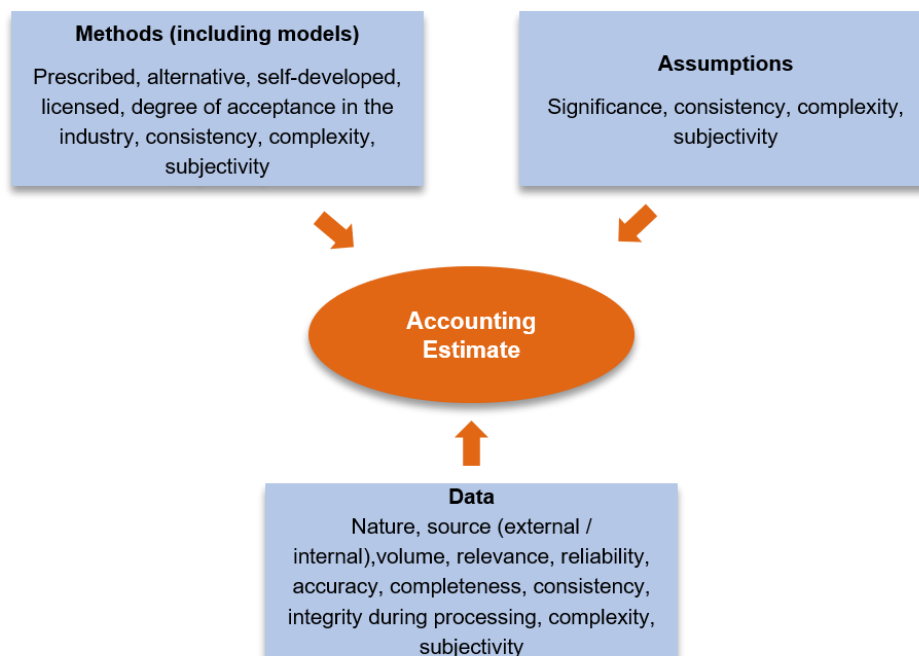 Methods (including models)
Prescribed, alternative, self-developed,
licensed, degree of acceptance in the
industry, consistency, complexity,
subjectivity
Assumptions
Significance, consistency, complexity,
subjectivity
Accounting
Estimate
Data
Nature, source (external /
internal),volume, relevance, reliability,
accuracy, completeness, consistency,
integrity during processing, complexity,
subjectivity